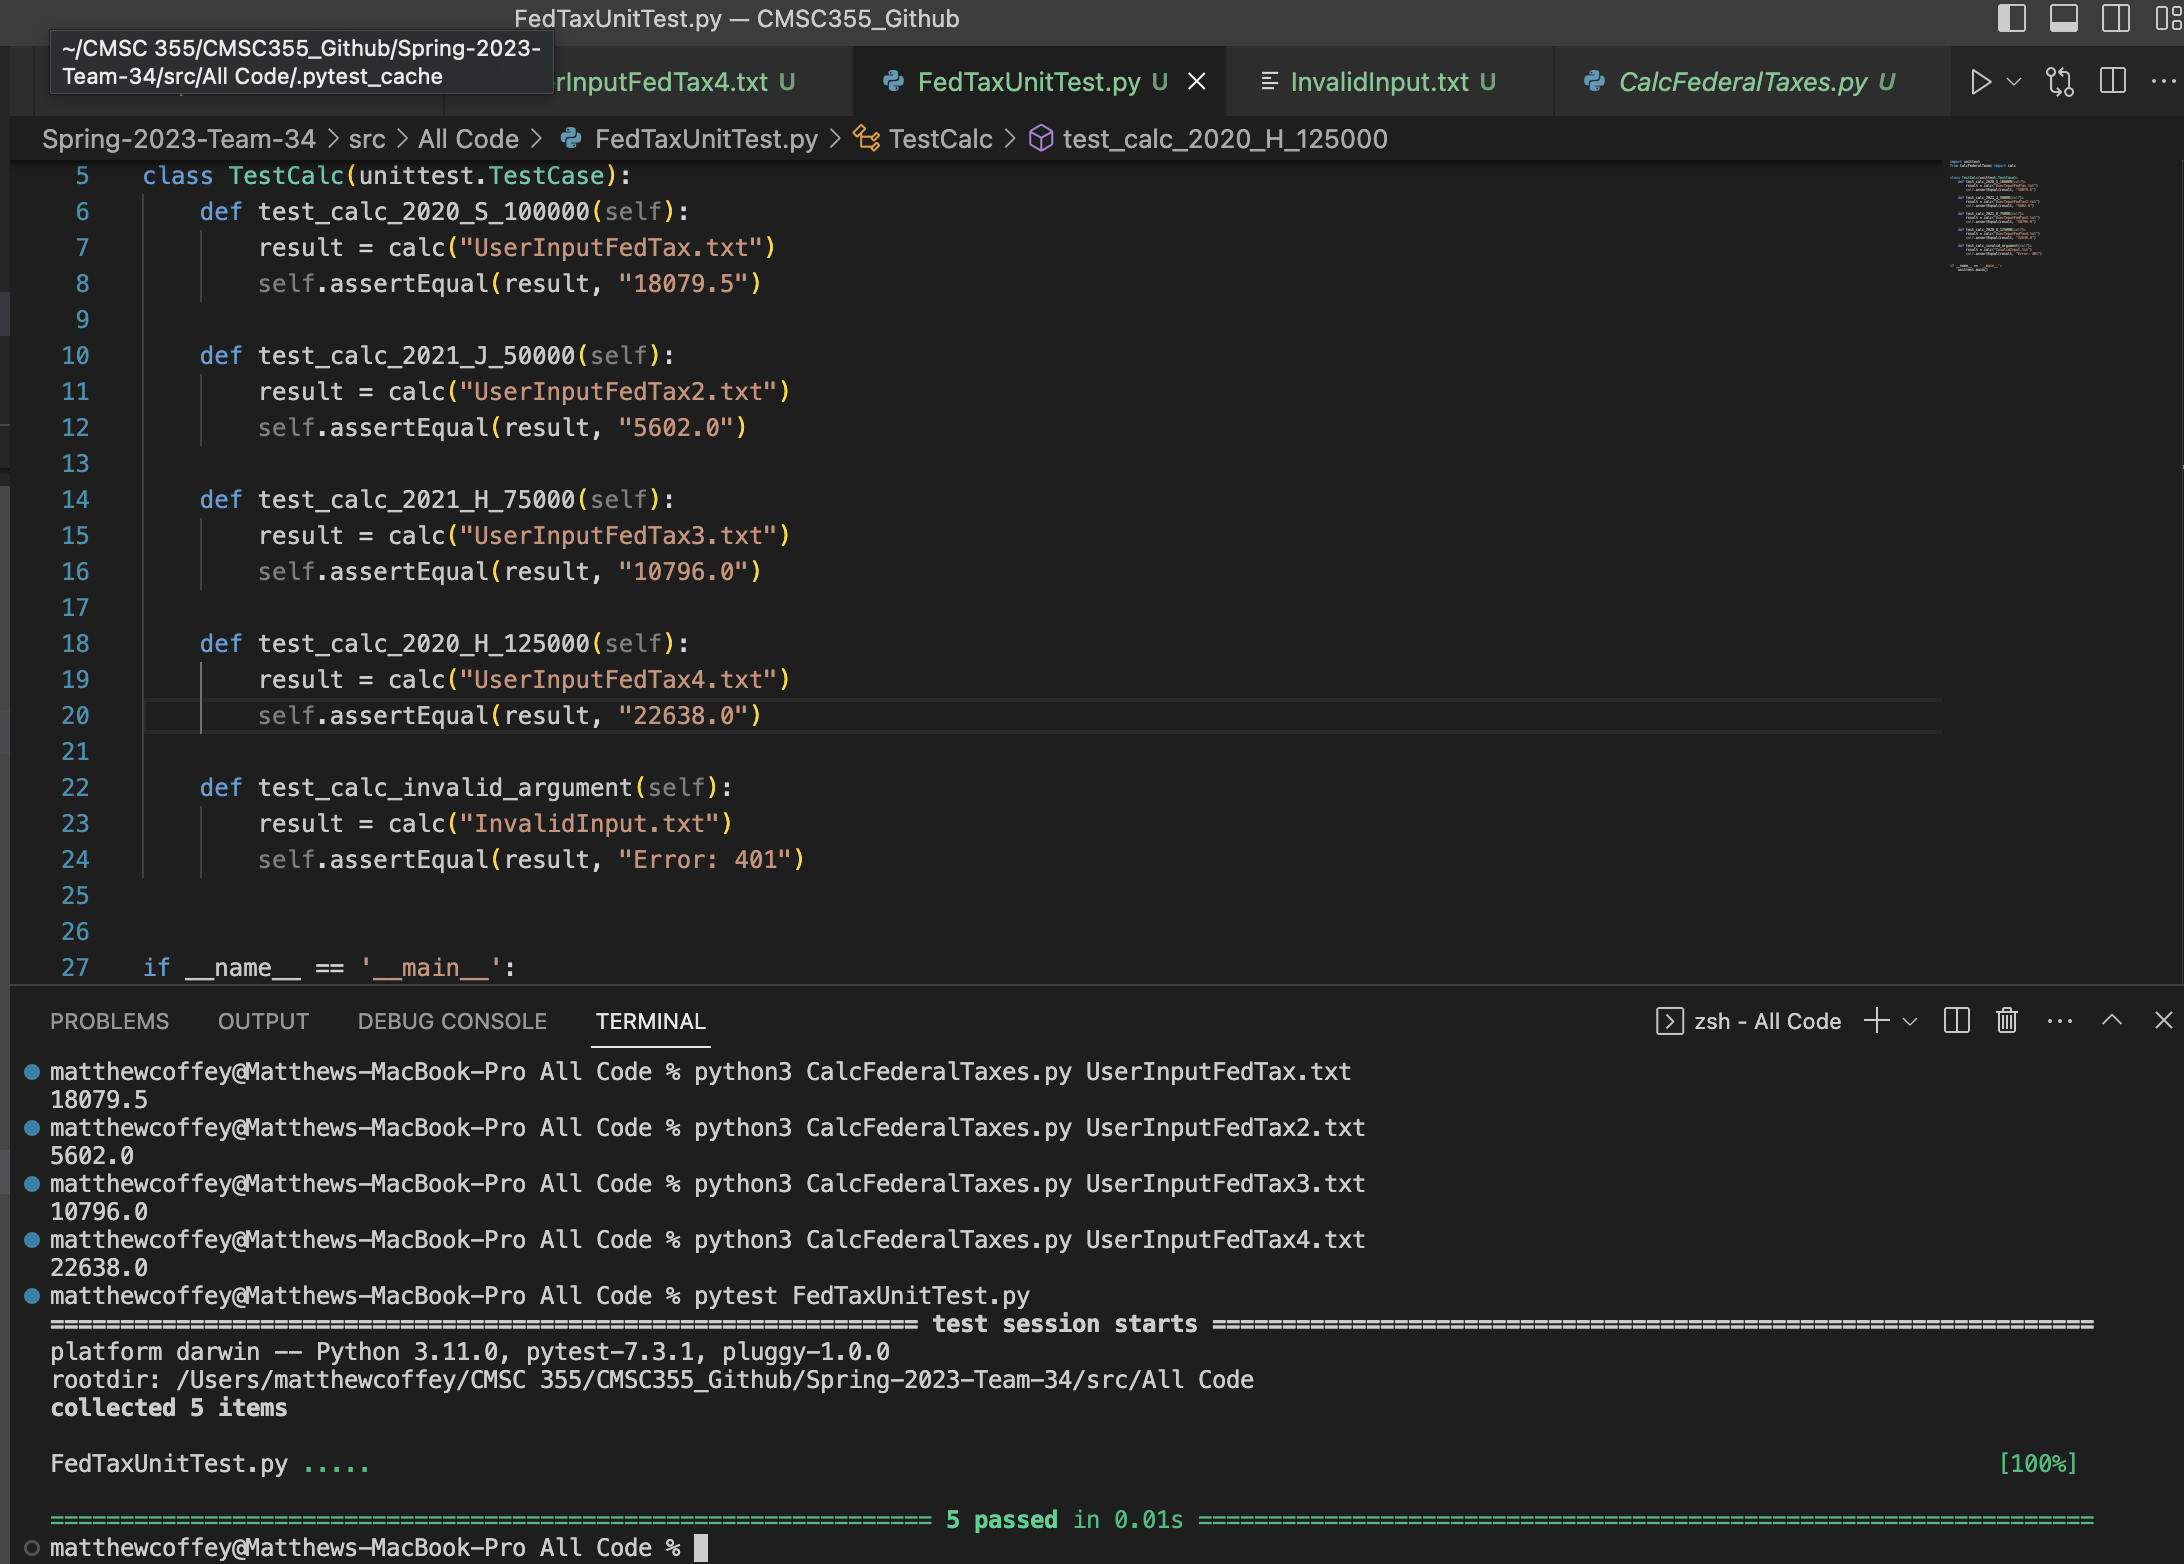 FedTaxUnitTest.py — CMSC355_Github
~/CMSC 355/CMSC355_Github/Spring-2023-
Team-34/src/All Code/.pytest_cache
rInputFedTax4.txt U
FedTaxUnitTest.py U
InvalidInput.txt U
CalcFederalTaxes.py U
Spring-2023-Team-34 > src > All Code > FedTaxUnitTest.py > TestCalc > test_calc_2020_H_125000
5 class TestCalc(unittest.TestCase):
6 def test_calc_2020_S_100000(self):
7 result = calc("UserInputFedTax.txt")
8 self.assertEqual(result, "18079.5")
9
10 def test_calc_2021_J_50000(self):
11 result = calc("UserInputFedTax2.txt")
12 self.assertEqual(result, "5602.0")
13
14 def test_calc_2021_H_75000(self):
15 result = calc("UserInputFedTax3.txt")
16 self.assertEqual(result, "10796.0")
17
18 def test_calc_2020_H_125000(self):
19 result = calc("UserInputFedTax4.txt")
20 self.assertEqual(result, "22638.0")
21
22 def test_calc_invalid_argument(self):
23 result = calc("InvalidInput.txt")
24 self.assertEqual(result, "Error: 401")
25
26
27 if __name__ == '__main__':
PROBLEMS OUTPUT DEBUG CONSOLE TERMINAL zsh - All Code
matthewcoffey@Matthews-MacBook-Pro All Code % python3 CalcFederalTaxes.py UserInputFedTax.txt
18079.5
matthewcoffey@Matthews-MacBook-Pro All Code % python3 CalcFederalTaxes.py UserInputFedTax2.txt
5602.0
matthewcoffey@Matthews-MacBook-Pro All Code % python3 CalcFederalTaxes.py UserInputFedTax3.txt
10796.0
matthewcoffey@Matthews-MacBook-Pro All Code % python3 CalcFederalTaxes.py UserInputFedTax4.txt
22638.0
matthewcoffey@Matthews-MacBook-Pro All Code % pytest FedTaxUnitTest.py
============================== test session starts ==============================
platform darwin -- Python 3.11.0, pytest-7.3.1, pluggy-1.0.0
rootdir: /Users/matthewcoffey/CMSC 355/CMSC355_Github/Spring-2023-Team-34/src/All Code
collected 5 items
FedTaxUnitTest.py ..... [100%]
============================== 5 passed in 0.01s ==============================
matthewcoffey@Matthews-MacBook-Pro All Code %